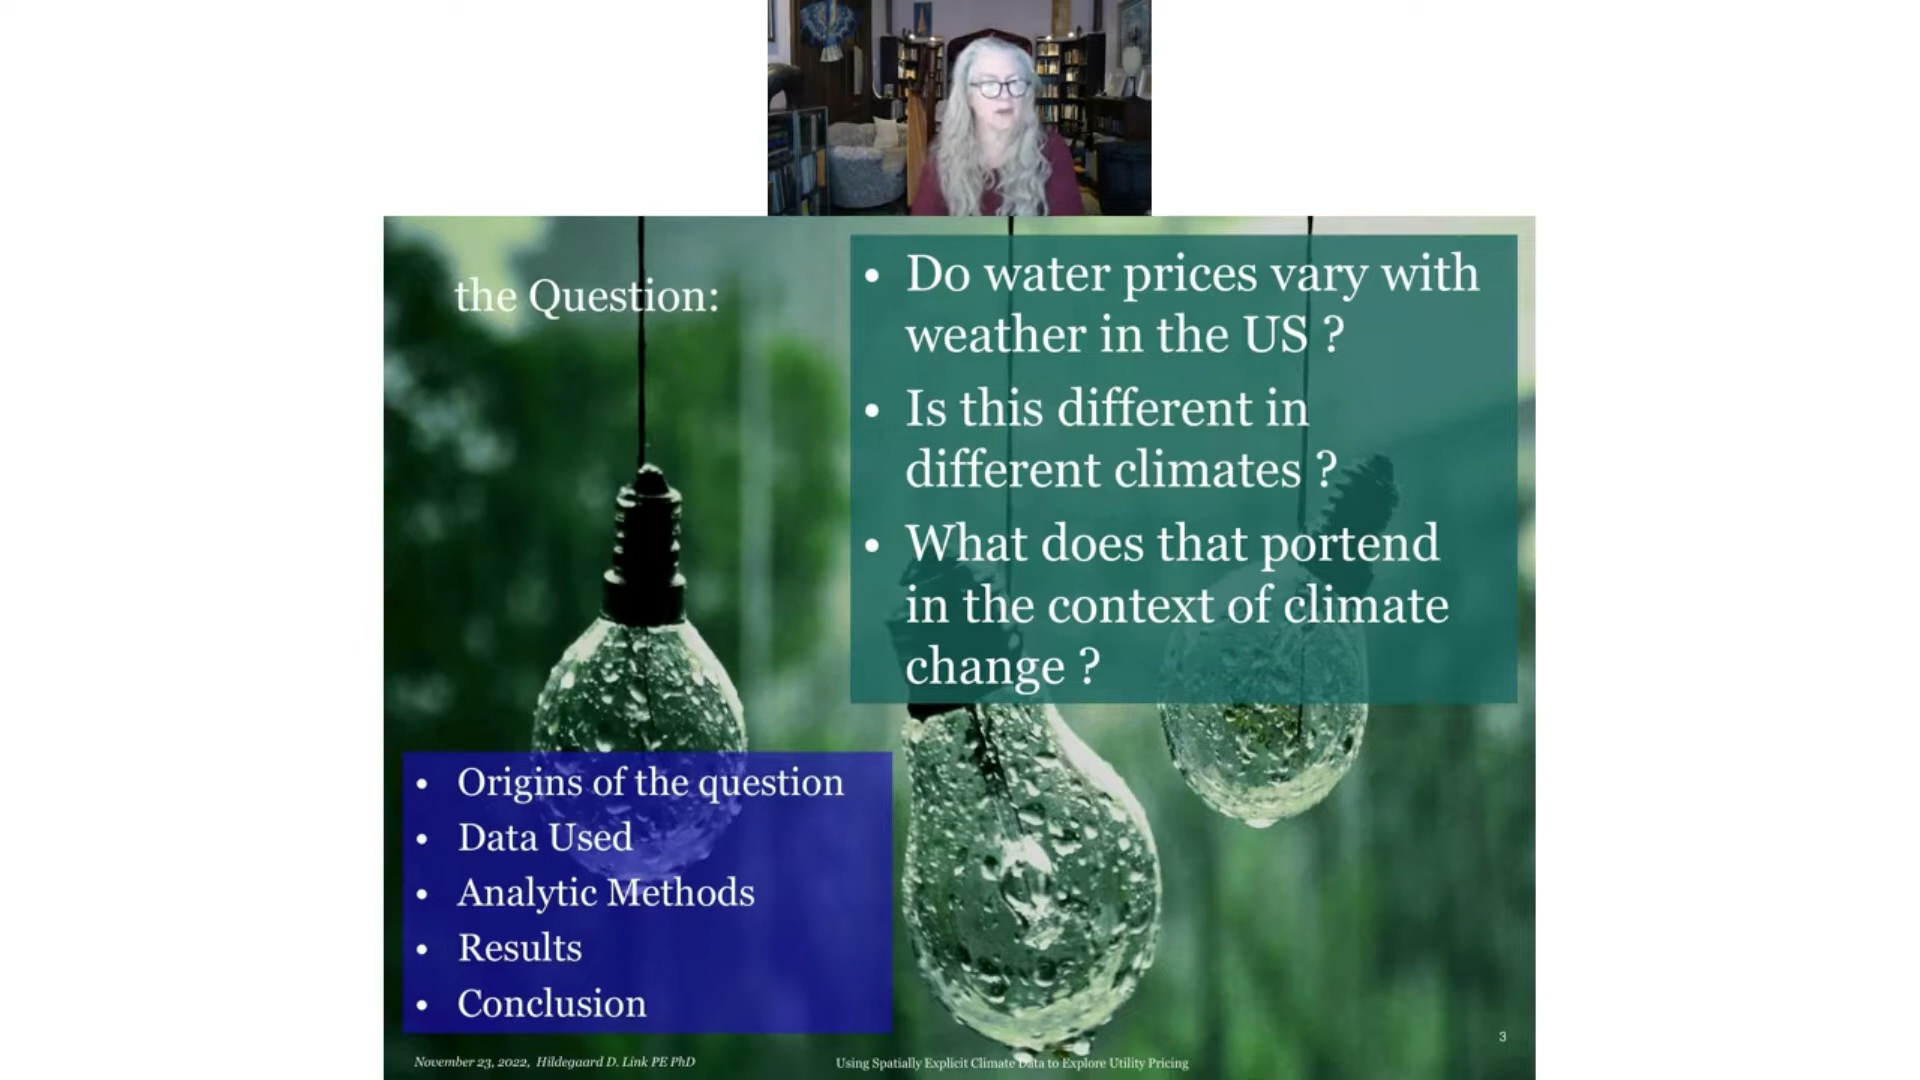 the Question:
• Do water prices vary with
weather in the US ?
• Is this different in
different climates ?
• What does that portend
in the context of climate
change ?
• Origins of the question
• Data Used
• Analytic Methods
• Results
• Conclusion
3
November 23, 2022, Hildegaard D. Link PE PhD
Using Spatially Explicit Climate Data to Explore Utility Pricing